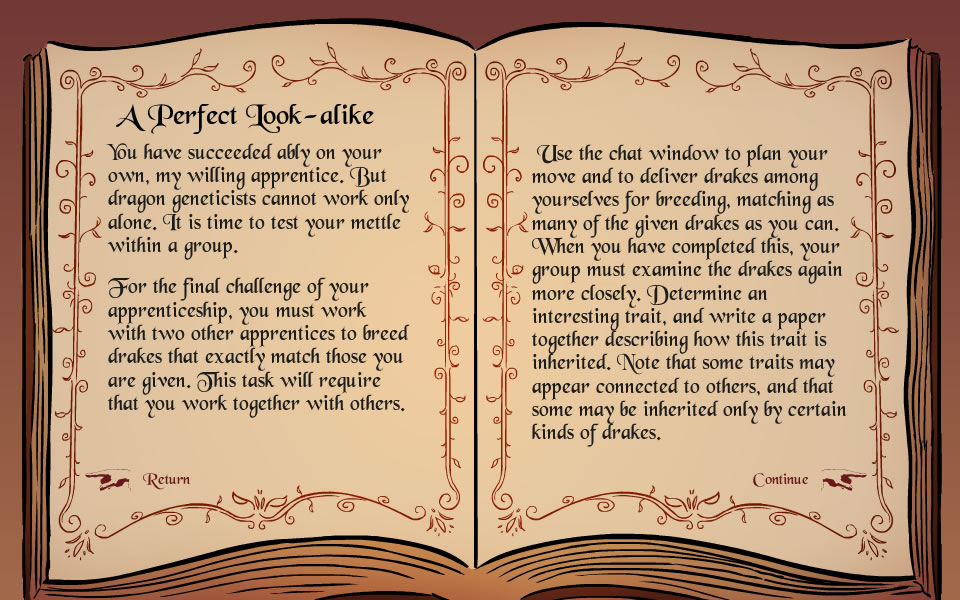 A Perfect Look-alike
You have succeeded ably on your
own, my willing apprentice. But
dragon geneticists cannot work only
alone. It is time to test your mettle
within a group.
For the final challenge of your
apprenticeship, you must work
with two other apprentices to breed
drakes that exactly match those you
are given. This task will require
that you work together with others.
Return
Use the chat window to plan your
move and to deliver drakes among
yourselves for breeding, matching as
many of the given drakes as you can.
When you have completed this, your
group must examine the drakes again
more closely. Determine an
interesting trait, and write a paper
together describing how this trait is
inherited. Note that some traits may
appear connected to others, and that
some may be inherited only by certain
kinds of drakes.
Continue